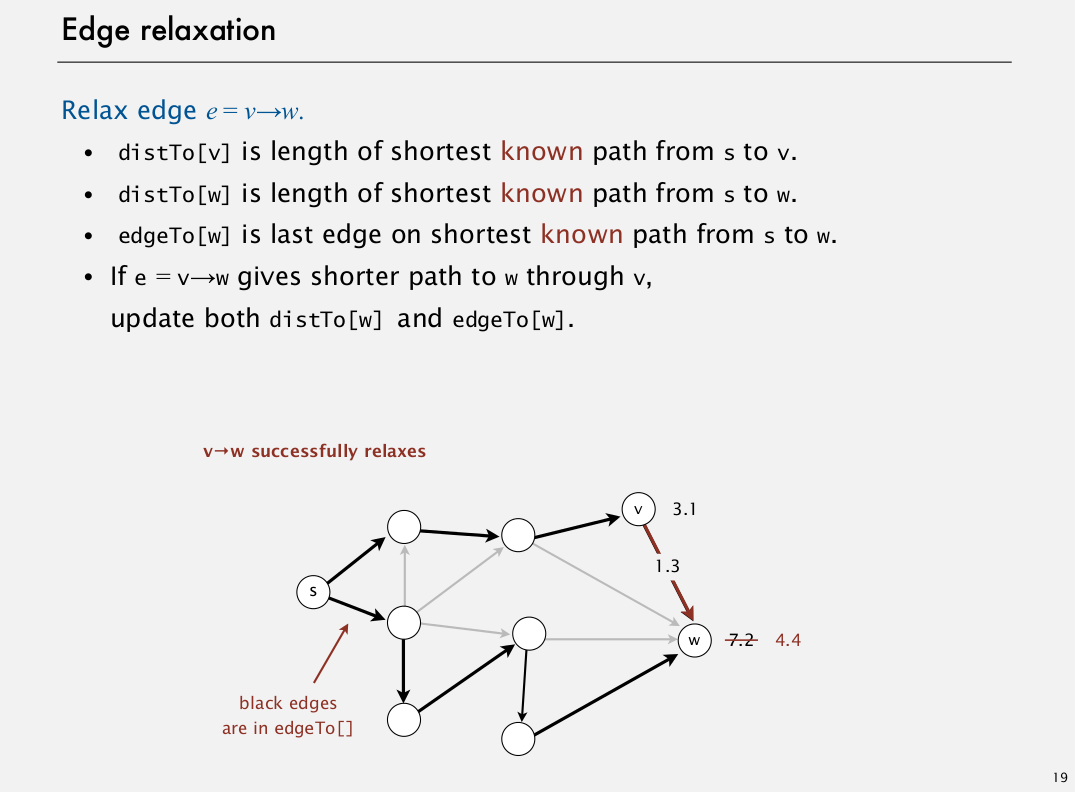 Edge relaxation
Relax edge e = v→w.
• distTo[v] is length of shortest known path from s to v.
• distTo[w] is length of shortest known path from s to w.
• edgeTo[w] is last edge on shortest known path from s to w.
• If e = v→w gives shorter path to w through v,
update both distTo[w] and edgeTo[w].
v→w successfully relaxes
v 3.1
1.3
s
w 7.2 4.4
black edges
are in edgeTo[]
19